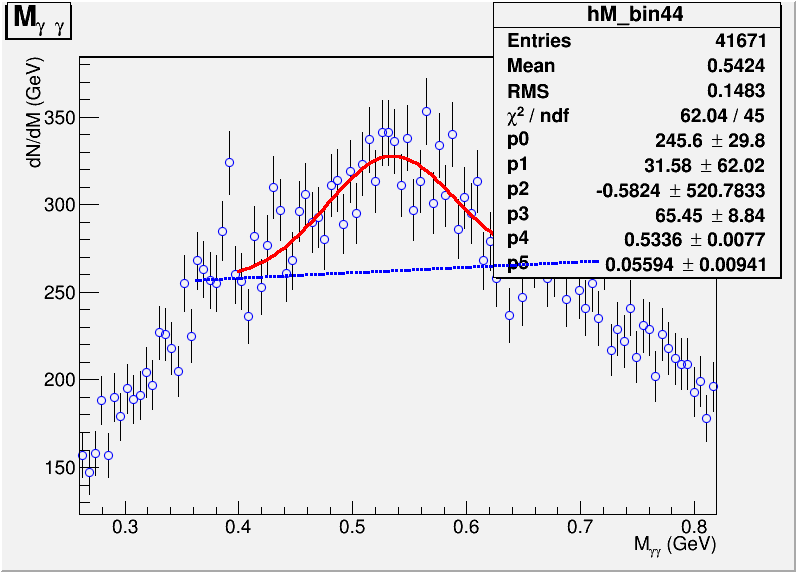 M γ γ
hM_bin44
Entries 41671
Mean 0.5424
RMS 0.1483
χ² / ndf 62.04 / 45
p0 245.6 ± 29.8
p1 31.58 ± 62.02
p2 -0.5824 ± 520.7833
p3 65.45 ± 8.84
p4 0.5336 ± 0.0077
p5 0.05594 ± 0.00941
dN/dM (GeV)
350
300
250
200
150
0.3 0.4 0.5 0.6 0.7 0.8
Mγγ (GeV)